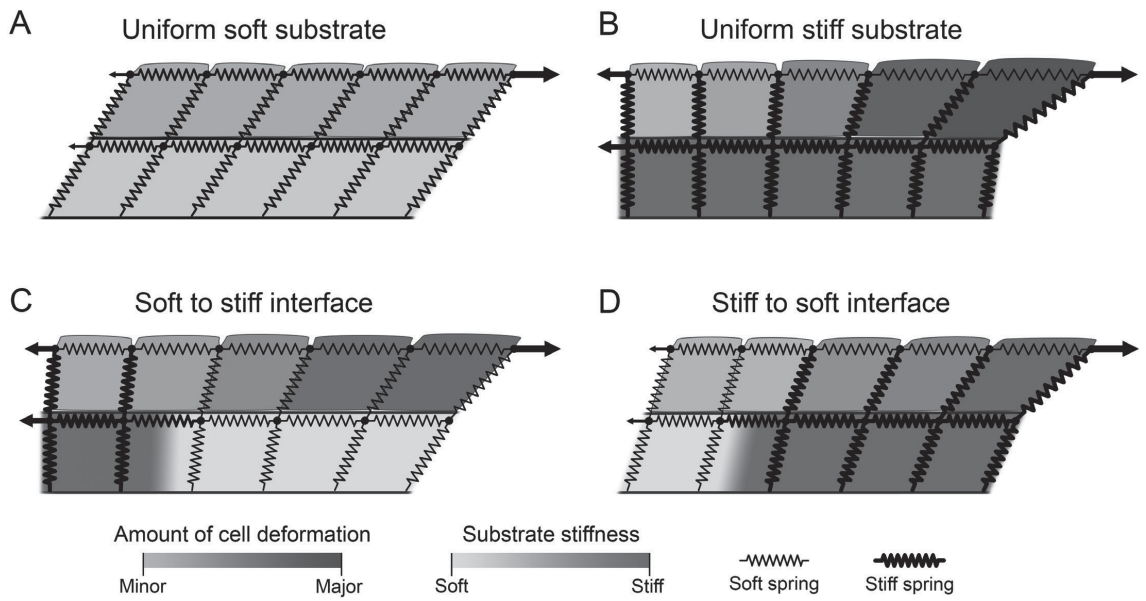 A
Uniform soft substrate
B
Uniform stiff substrate
C
Soft to stiff interface
D
Stiff to soft interface
Amount of cell deformation
Minor
Major
Substrate stiffness
Soft
Stiff
Soft spring
Stiff spring